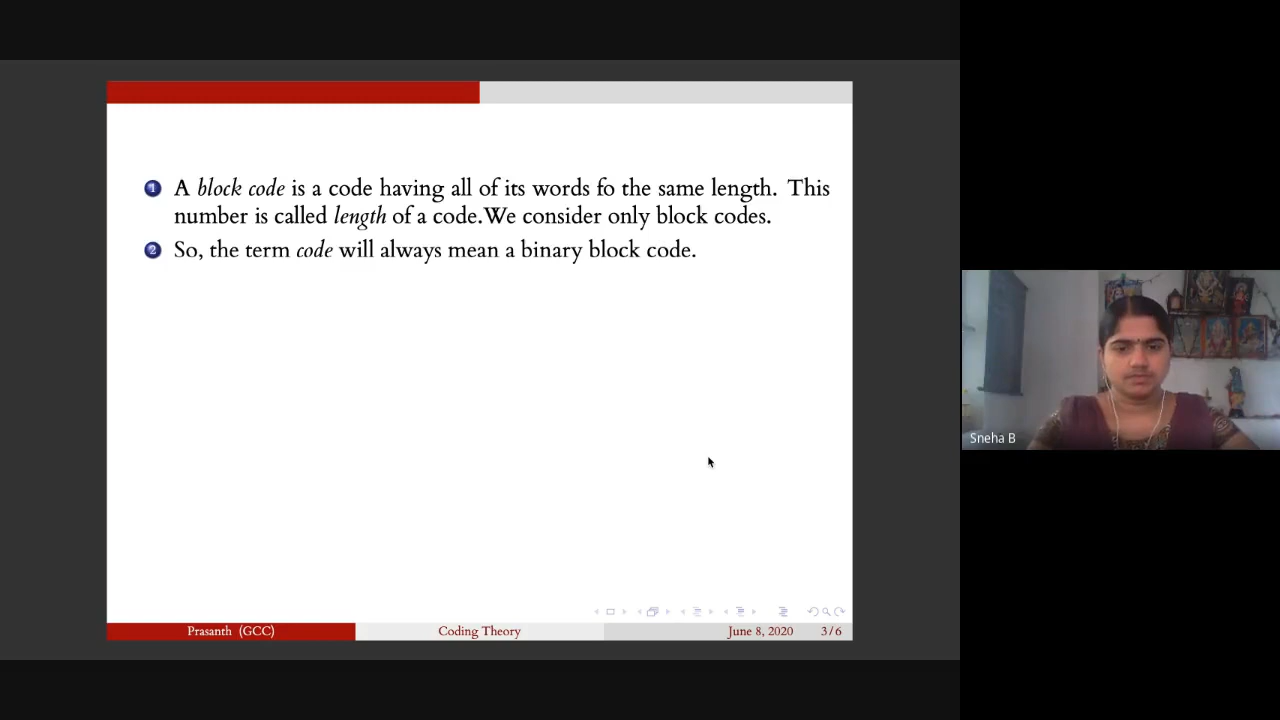 1 A block code is a code having all of its words fo the same length. This
number is called length of a code.We consider only block codes.
2 So, the term code will always mean a binary block code.
Sneha B
Prasanth (GCC) Coding Theory June 8, 2020 3/6